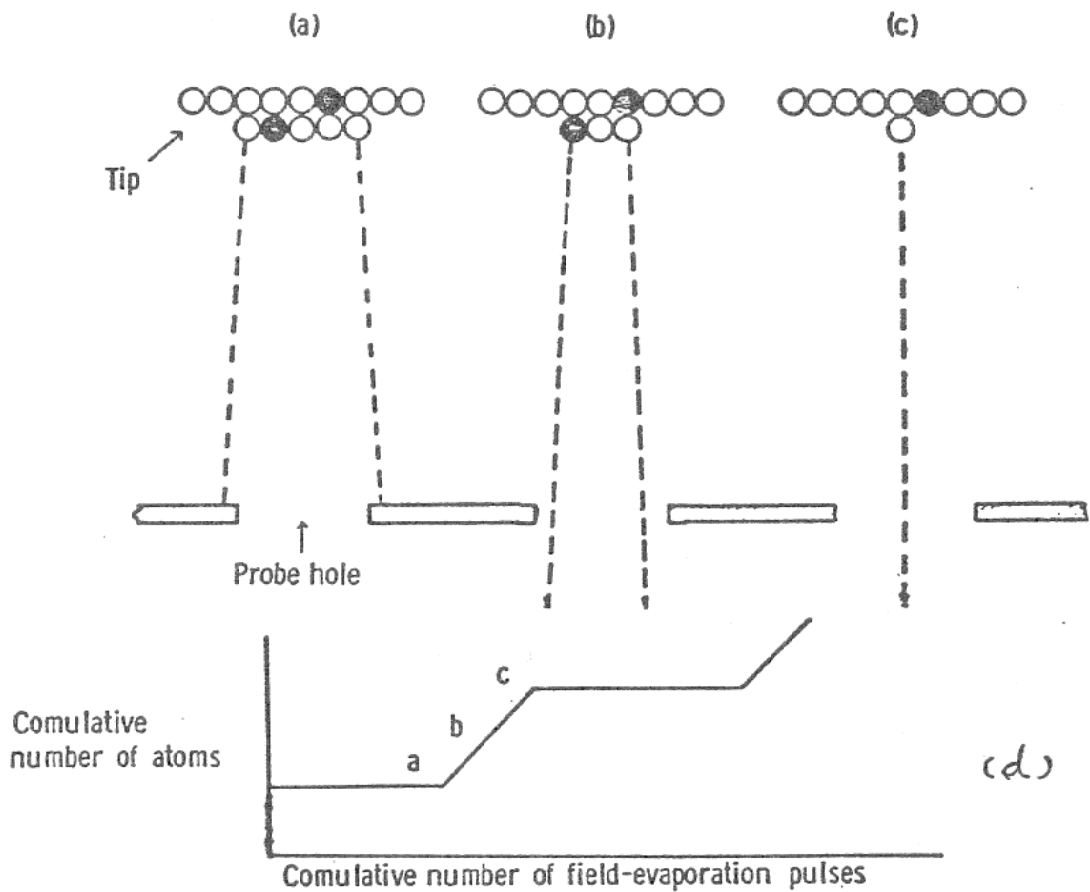 (a) (b) (c)
Tip
Probe hole
Comulative
number of atoms
a
b
c
(d)
Comulative number of field-evaporation pulses